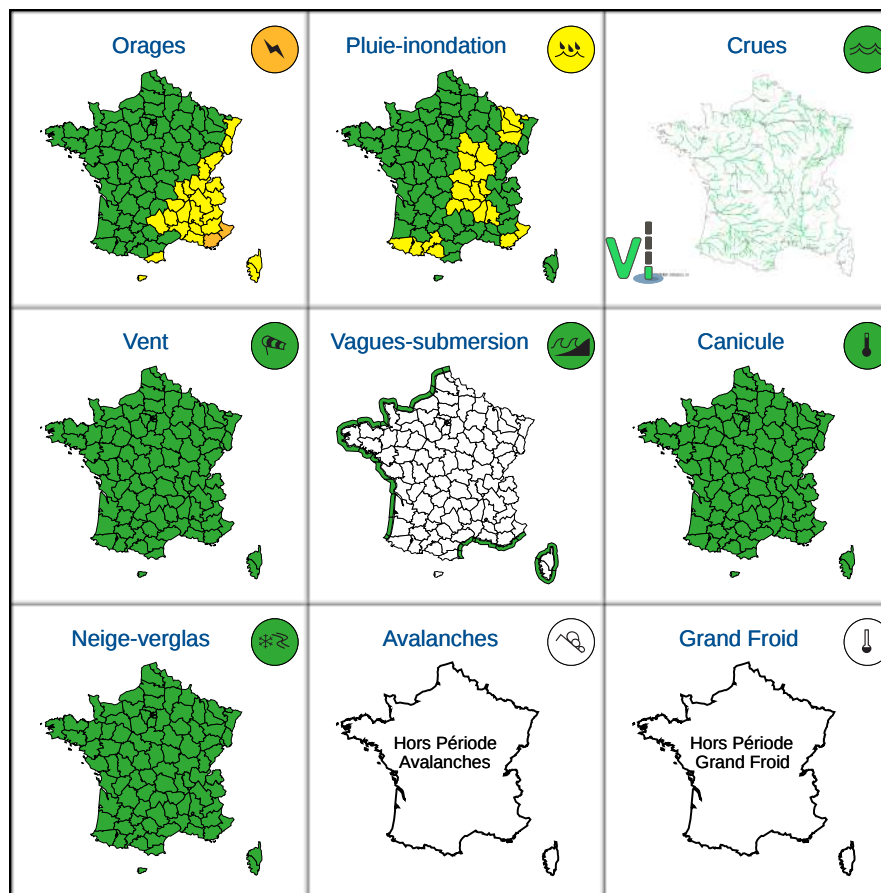 Orages
Pluie-inondation
Crues
Vent
Vagues-submersion
Canicule
Neige-verglas
Avalanches
Grand Froid
Hors Période
Avalanches
Hors Période
Grand Froid